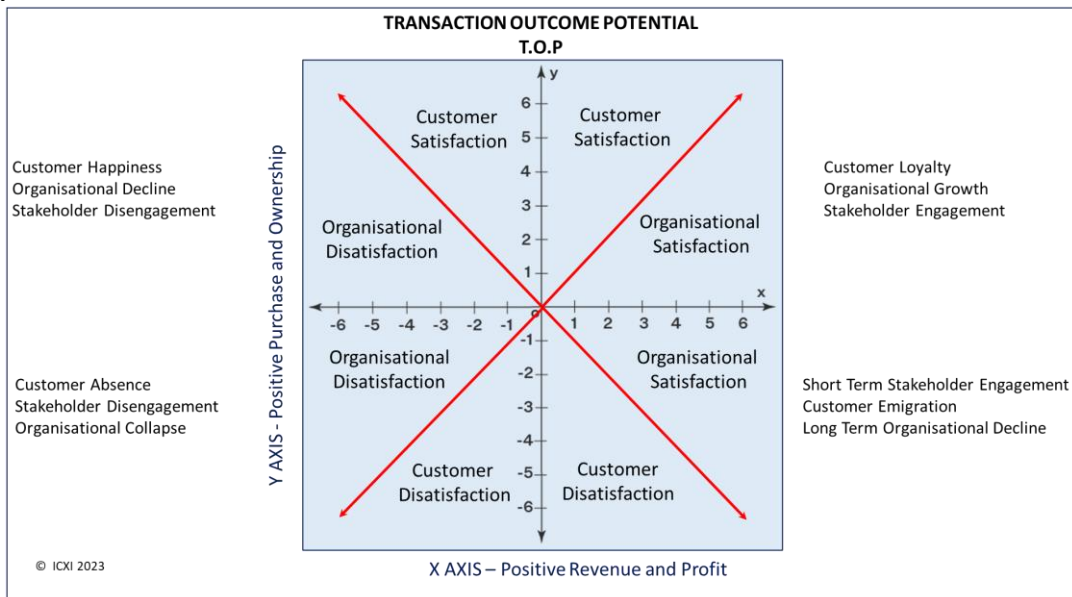 TRANSACTION OUTCOME POTENTIAL
T.O.P
Customer Happiness
Organisational Decline
Stakeholder Disengagement
Customer Absence
Stakeholder Disengagement
Organisational Collapse
Y AXIS - Positive Purchase and Ownership
y
6
5
4
3
2
1
Customer
Satisfaction
Customer
Satisfaction
Organisational
Disatisfaction
Organisational
Satisfaction
x
-6 -5 -4 -3 -2 -1 0 1 2 3 4 5 6
-1
-2
-3
-4
-5
-6
Organisational
Disatisfaction
Organisational
Satisfaction
Customer
Disatisfaction
Customer
Disatisfaction
Customer Loyalty
Organisational Growth
Stakeholder Engagement
Short Term Stakeholder Engagement
Customer Emigration
Long Term Organisational Decline
X AXIS – Positive Revenue and Profit
© ICXI 2023